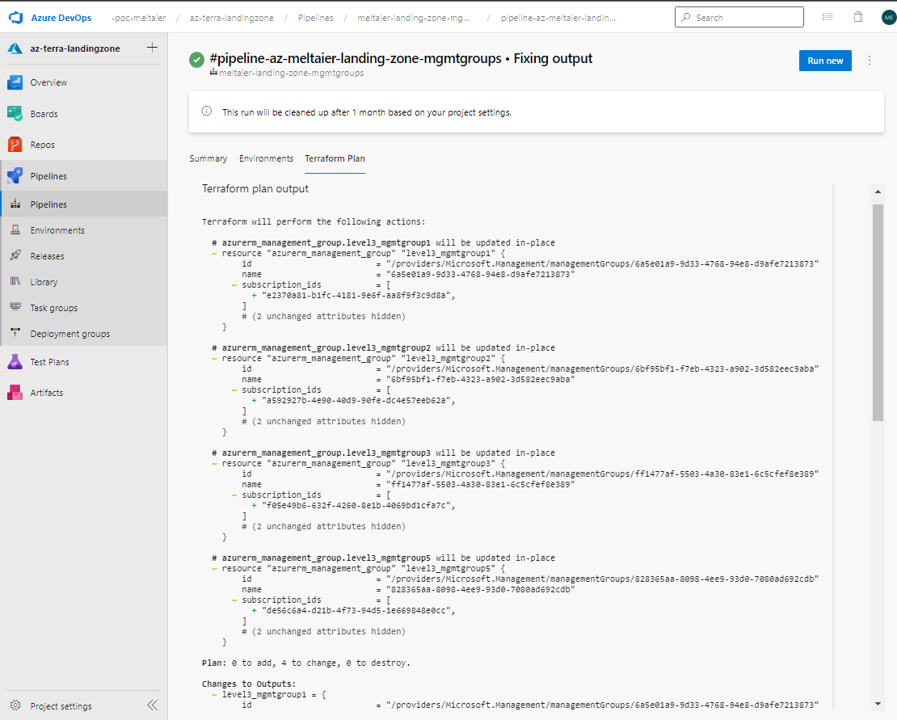 Azure DevOps
-poc-meltaier / az-terra-landingzone / Pipelines / meltaier-landing-zone-mg... / pipeline-az-meltaier-landin...
Search
ME
az-terra-landingzone
Overview
Boards
Repos
Pipelines
Pipelines
Environments
Releases
Library
Task groups
Deployment groups
Test Plans
Artifacts
Project settings
#pipeline-az-meltaier-landing-zone-mgmtgroups • Fixing output
meltaier-landing-zone-mgmtgroups
Run new
This run will be cleaned up after 1 month based on your project settings.
Summary Environments Terraform Plan
Terraform plan output
Terraform will perform the following actions:
# azurerm_management_group.level3_mgmtgroup1 will be updated in-place
~ resource "azurerm_management_group" "level3_mgmtgroup1" {
id = "/providers/Microsoft.Management/managementGroups/6a5e01a9-9d33-4768-94e8-d9afe7213873"
name = "6a5e01a9-9d33-4768-94e8-d9afe7213873"
~ subscription_ids = [
+ "e2370a81-b1fc-4181-9e6f-aa8f9f3c9d8a",
]
# (2 unchanged attributes hidden)
}
# azurerm_management_group.level3_mgmtgroup2 will be updated in-place
~ resource "azurerm_management_group" "level3_mgmtgroup2" {
id = "/providers/Microsoft.Management/managementGroups/6bf95bf1-f7eb-4323-a902-3d582eec9aba"
name = "6bf95bf1-f7eb-4323-a902-3d582eec9aba"
~ subscription_ids = [
+ "a592927b-4e90-40d9-90fe-dc4e57eeb62a",
]
# (2 unchanged attributes hidden)
}
# azurerm_management_group.level3_mgmtgroup3 will be updated in-place
~ resource "azurerm_management_group" "level3_mgmtgroup3" {
id = "/providers/Microsoft.Management/managementGroups/ff1477af-5503-4a30-83e1-6c5cfef8e389"
name = "ff1477af-5503-4a30-83e1-6c5cfef8e389"
~ subscription_ids = [
+ "f05e49b6-632f-4260-8e1b-4069bd1cfa7c",
]
# (2 unchanged attributes hidden)
}
# azurerm_management_group.level3_mgmtgroup5 will be updated in-place
~ resource "azurerm_management_group" "level3_mgmtgroup5" {
id = "/providers/Microsoft.Management/managementGroups/828365aa-8098-4ee9-93d0-7080ad692cdb"
name = "828365aa-8098-4ee9-93d0-7080ad692cdb"
~ subscription_ids = [
+ "de56c6a4-d21b-4f73-94d5-1e669848e0cc",
]
# (2 unchanged attributes hidden)
}
Plan: 0 to add, 4 to change, 0 to destroy.
Changes to Outputs:
~ level3_mgmtgroup1 = {
id = "/providers/Microsoft.Management/managementGroups/6a5e01a9-9d33-4768-94e8-d9afe7213873"